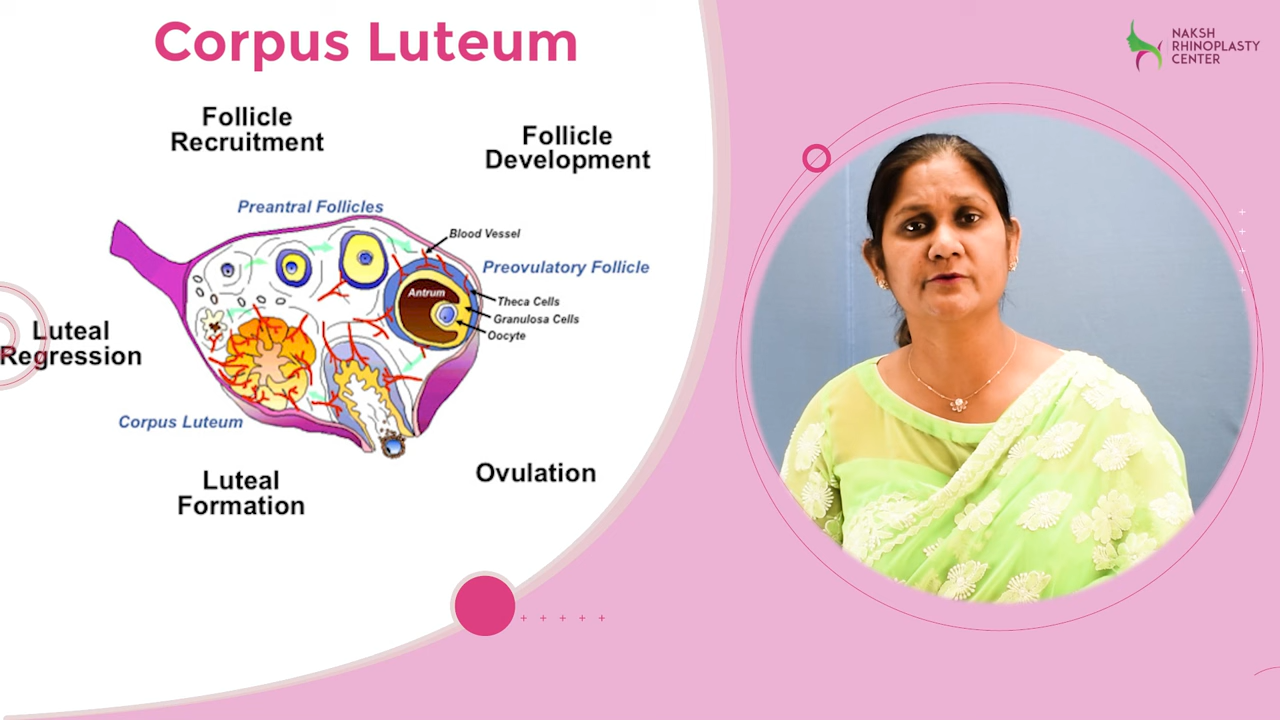 Corpus Luteum
NAKSH
RHINOPLASTY
CENTER
Follicle
Recruitment
Follicle
Development
Preantral Follicles
Blood Vessel
Preovulatory Follicle
Antrum
Theca Cells
Granulosa Cells
Oocyte
Luteal
Regression
Corpus Luteum
Luteal
Formation
Ovulation